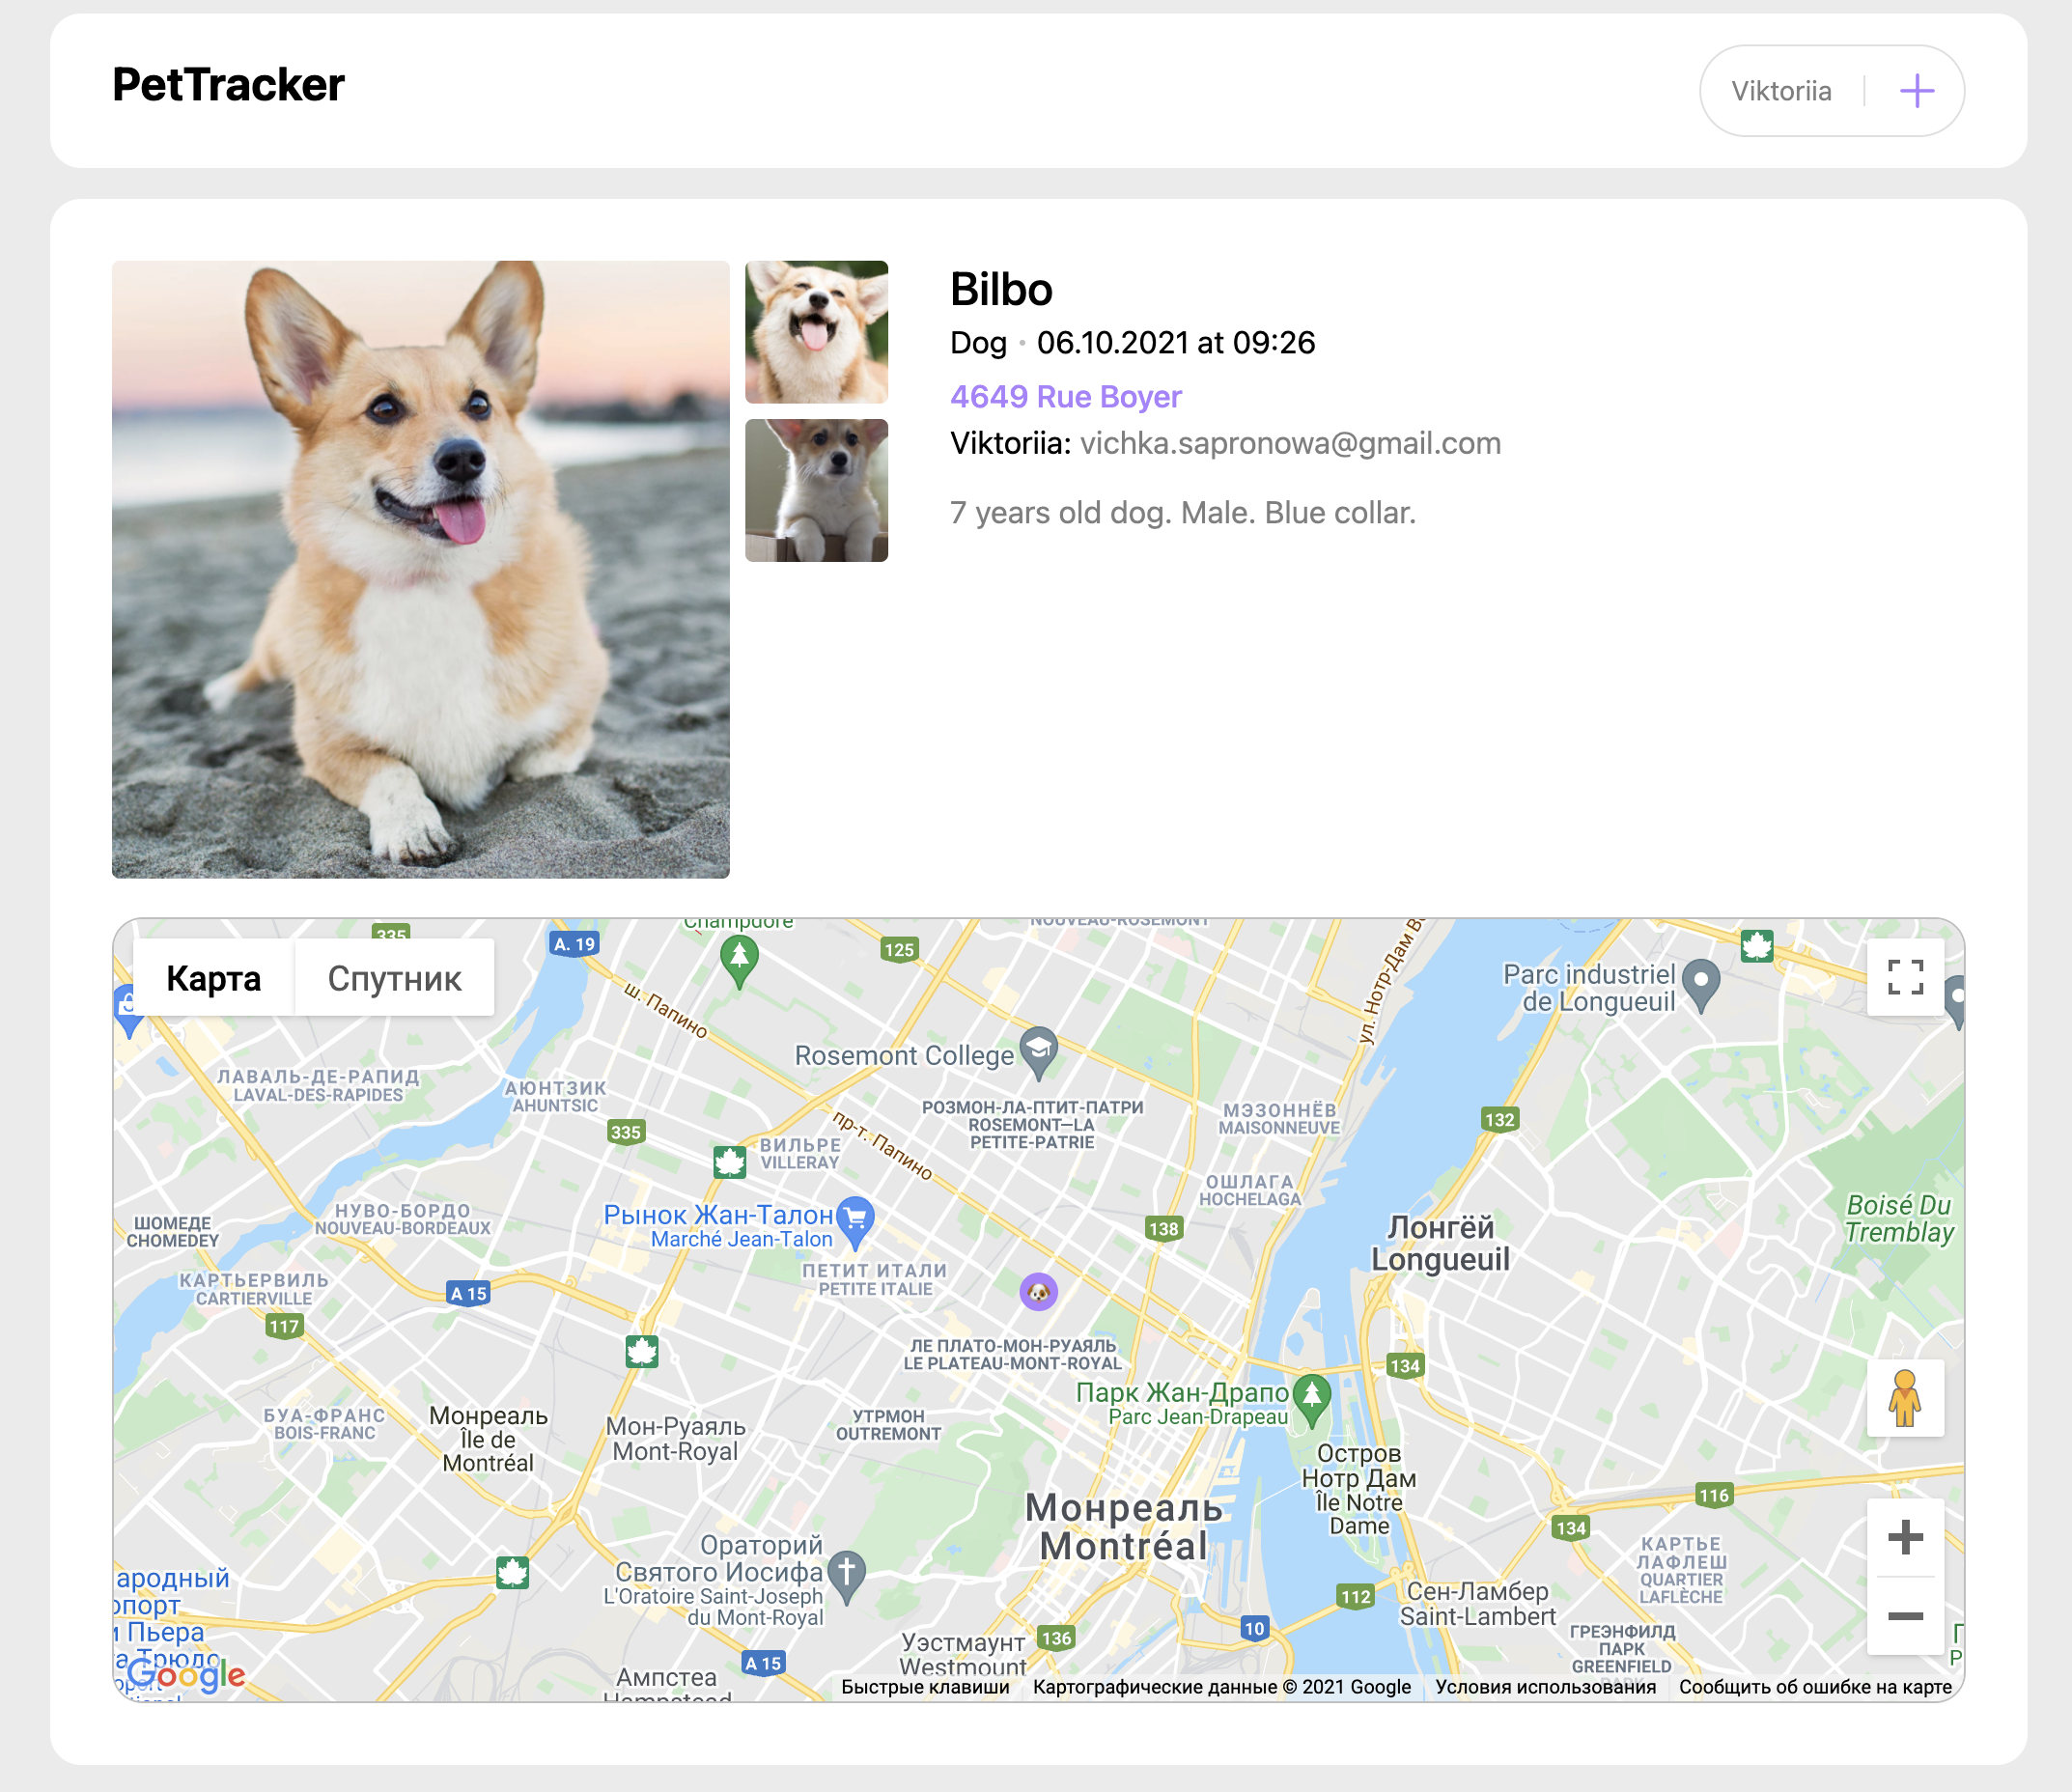 PetTracker
Viktoriia
Bilbo
Dog • 06.10.2021 at 09:26
4649 Rue Boyer
Viktoriia: vichka.sapronowa@gmail.com
7 years old dog. Male. Blue collar.
Карта
Спутник
335
A. 19
Champdore
125
NOUVEAU-ROSEMONT
ш. Папино
ул. Нотр-Дам
Parc industriel
de Longueuil
Rosemont College
ЛАВАЛЬ-ДЕ-РАПИД
LAVAL-DES-RAPIDES
АЮНТЗИК
AHUNTSIC
335
ВИЛЬРЕ
VILLERAY
пр-т. Папино
РОЗМОН-ЛА-ПТИТ-ПАТРИ
ROSEMONT—LA
PETITE-PATRIE
МЭЗОННЁВ
MAISONNEUVE
132
ОШЛАГА
HOCHELAGA
НУВО-БОРДО
NOUVEAU-BORDEAUX
ШОМЕДЕ
CHOMEDEY
Рынок Жан-Талон
Marché Jean-Talon
138
Лонгёй
Longueuil
Boisé Du
Tremblay
КАРТЬЕРВИЛЬ
CARTIERVILLE
A 15
ПЕТИТ ИТАЛИ
PETITE ITALIE
117
ЛЕ ПЛАТО-МОН-РУАЯЛЬ
LE PLATEAU-MONT-ROYAL
134
Парк Жан-Драпо
Parc Jean-Drapeau
БУА-ФРАНС
BOIS-FRANC
Монреаль
Île de
Montréal
Мон-Руаяль
Mont-Royal
УТРМОН
OUTREMONT
Остров
Нотр Дам
Île Notre
Dame
116
134
Монреаль
Montréal
Ораторий
Святого Иосифа
L'Oratoire Saint-Joseph
du Mont-Royal
КАРТЬЕ
ЛАФЛЕШ
QUARTIER
LAFLÈCHE
112
Сен-Ламбер
Saint-Lambert
ародный
опорт
Пьера
Трюдо
10
136
Уэстмаунт
Westmount
ГРЕЭНФИЛД
ПАРК
GREENFIELD
PARK
A 15
Ампстеа
Hampstead
Google
Быстрые клавиши
Картографические данные © 2021 Google
Условия использования
Сообщить об ошибке на карте